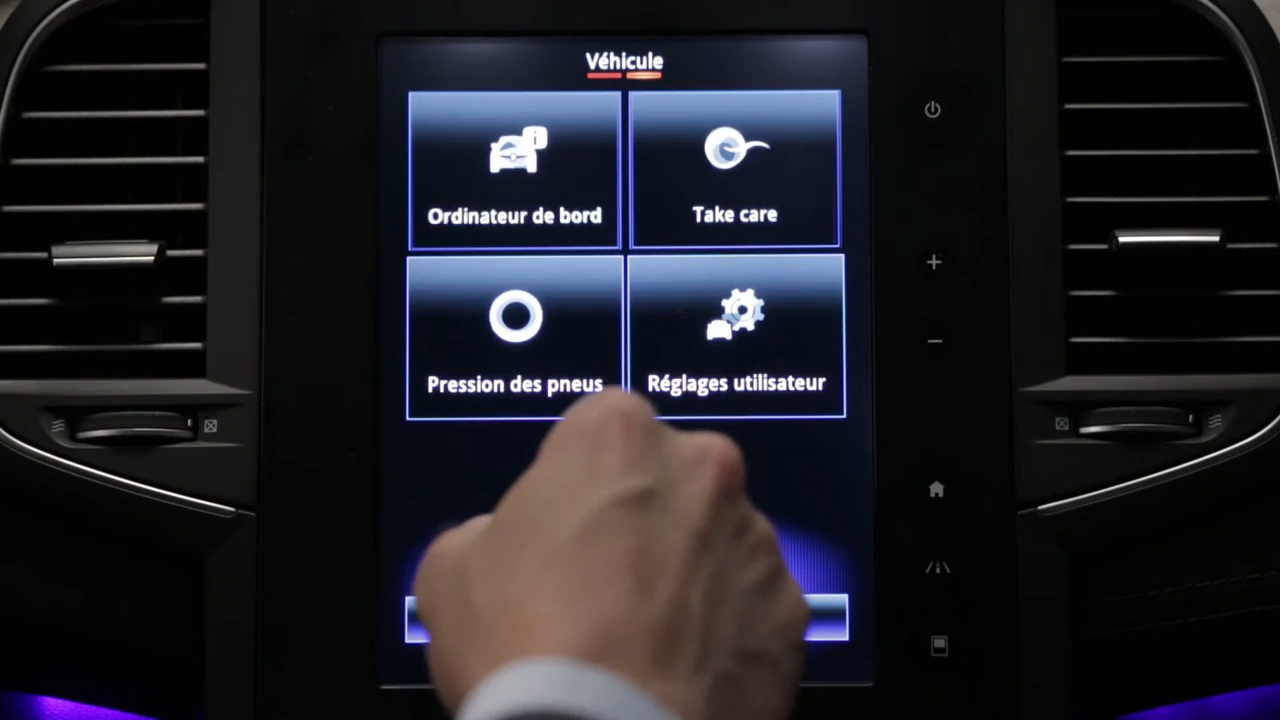 Véhicule
Ordinateur de bord
Take care
Pression des pneus
Réglages utilisateur